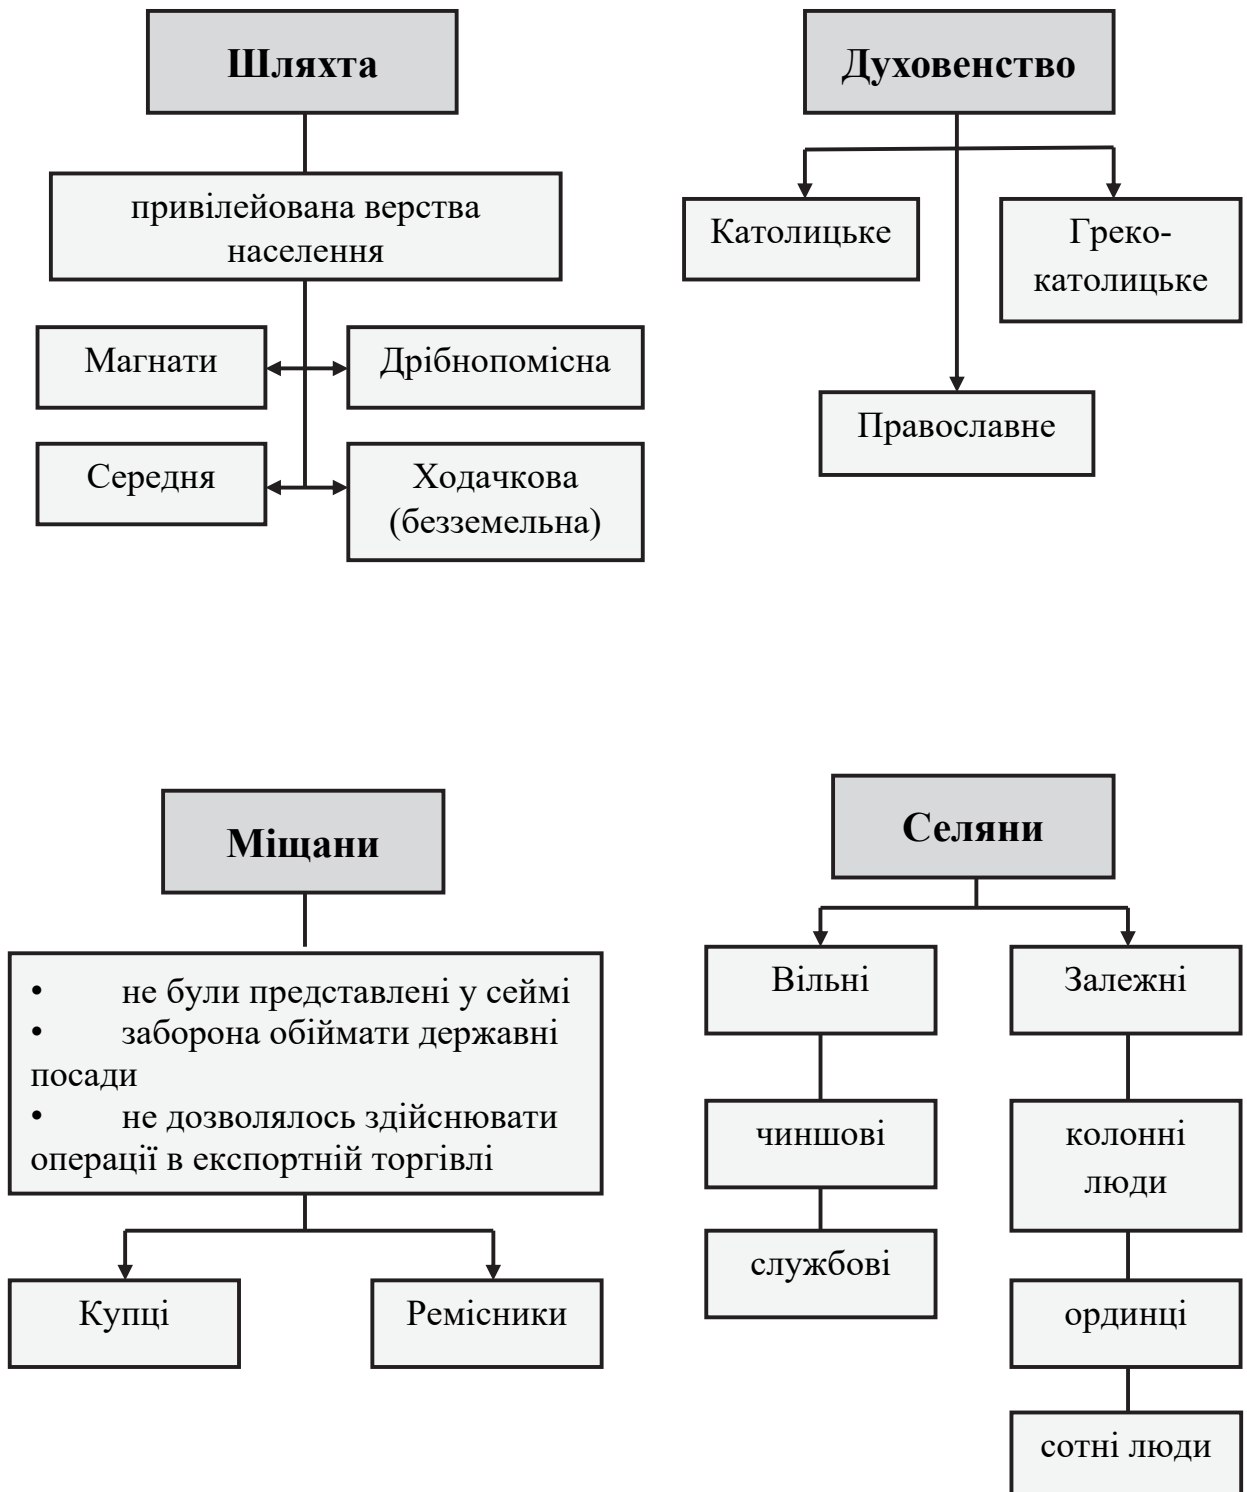 Шляхта
привілейована верства
населення
Магнати
Дрібнопомісна
Середня
Ходачкова
(безземельна)
Духовенство
Католицьке
Греко-
католицьке
Православне
Міщани
• не були представлені у сеймі
• заборона обіймати державні
посади
• не дозволялось здійснювати
операції в експортній торгівлі
Купці
Ремісники
Селяни
Вільні
чиншові
службові
Залежні
колонні
люди
ординці
сотні люди